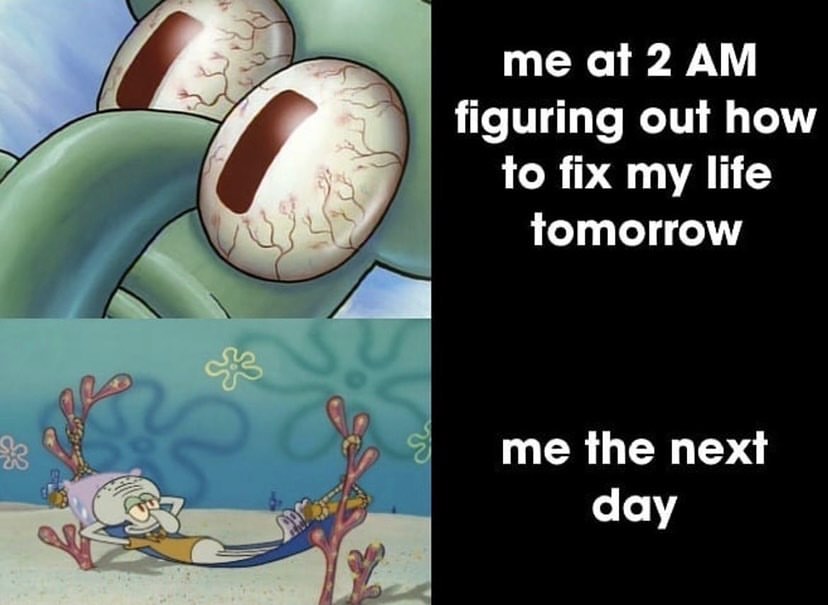 me at 2 AM
figuring out how
to fix my life
tomorrow
me the next
day